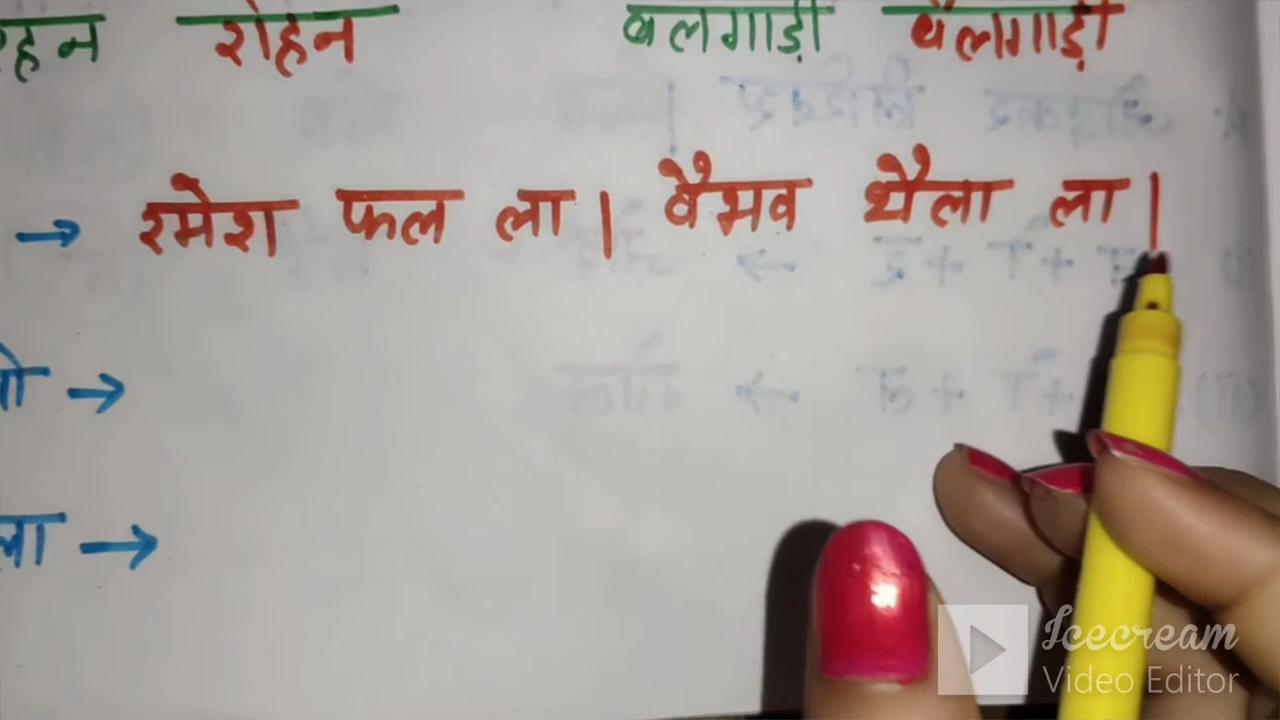 रोहन बलगाड़ी बैलगाड़ी
→ रमेश फल ला। वैभव थैला ला।
→
ला →
Icecream
Video Editor